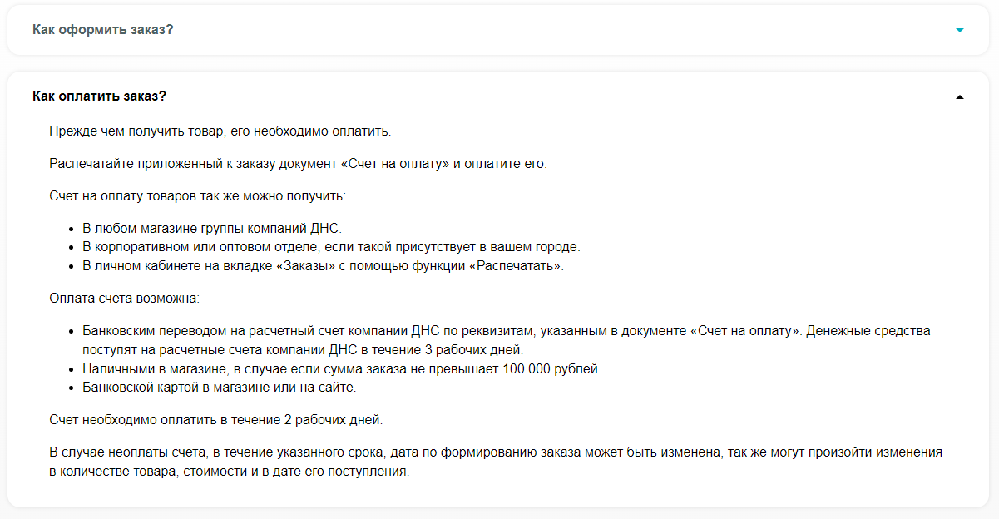 Как оформить заказ?
Как оплатить заказ?
Прежде чем получить товар, его необходимо оплатить.
Распечатайте приложенный к заказу документ «Счет на оплату» и оплатите его.
Счет на оплату товаров так же можно получить:
• В любом магазине группы компаний ДНС.
• В корпоративном или оптовом отделе, если такой присутствует в вашем городе.
• В личном кабинете на вкладке «Заказы» с помощью функции «Распечатать».
Оплата счета возможна:
• Банковским переводом на расчетный счет компании ДНС по реквизитам, указанным в документе «Счет на оплату». Денежные средства
поступят на расчетные счета компании ДНС в течение 3 рабочих дней.
• Наличными в магазине, в случае если сумма заказа не превышает 100 000 рублей.
• Банковской картой в магазине или на сайте.
Счет необходимо оплатить в течение 2 рабочих дней.
В случае неоплаты счета, в течение указанного срока, дата по формированию заказа может быть изменена, так же могут произойти изменения
в количестве товара, стоимости и в дате его поступления.